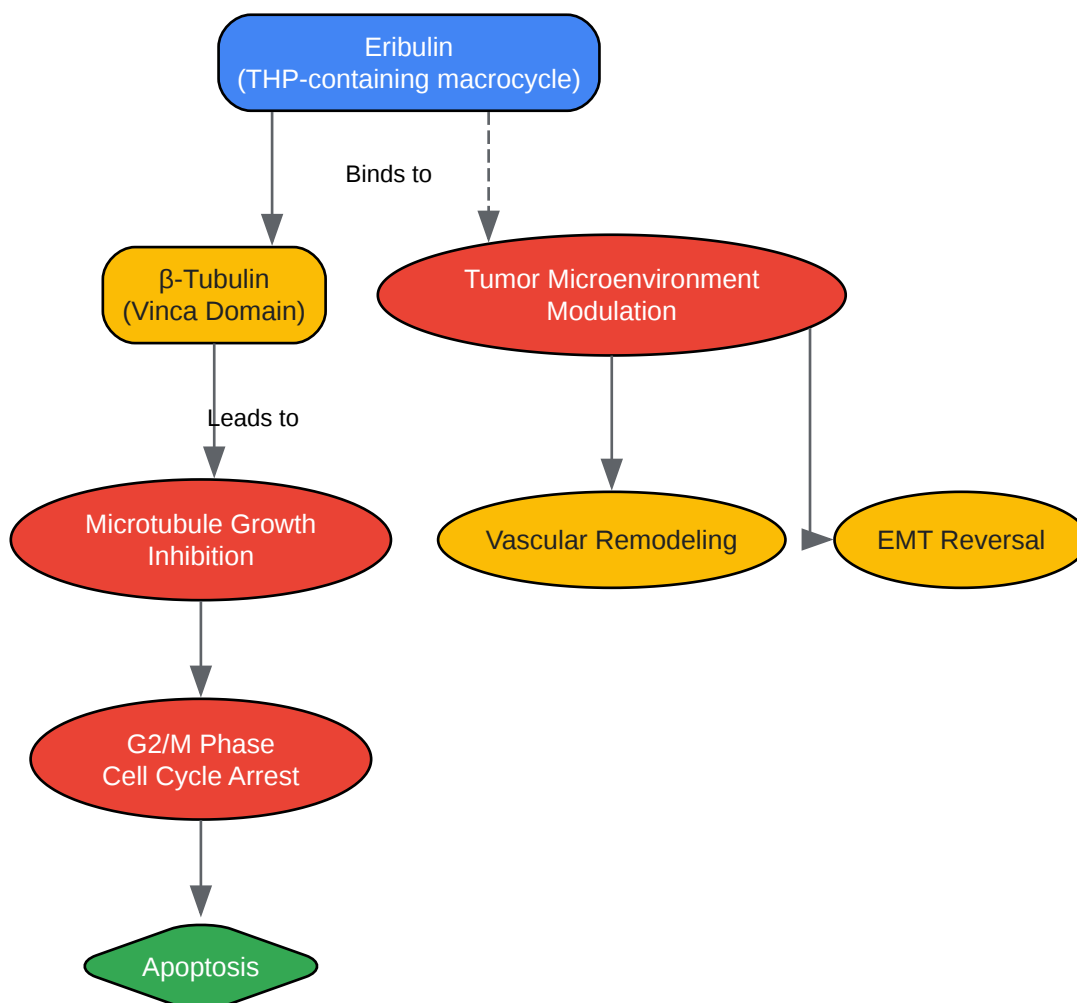 Eribulin
(THP-containing macrocycle)
Binds to
β-Tubulin
(Vinca Domain)
Tumor Microenvironment
Modulation
Leads to
Microtubule Growth
Inhibition
Vascular Remodeling
EMT Reversal
G2/M Phase
Cell Cycle Arrest
Apoptosis